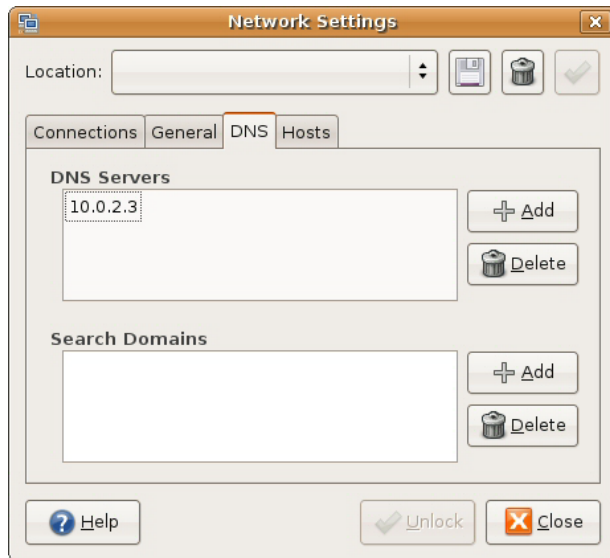 Network Settings
Location:
Connections General DNS Hosts
DNS Servers
10.0.2.3
Add
Delete
Search Domains
Add
Delete
Help Unlock Close